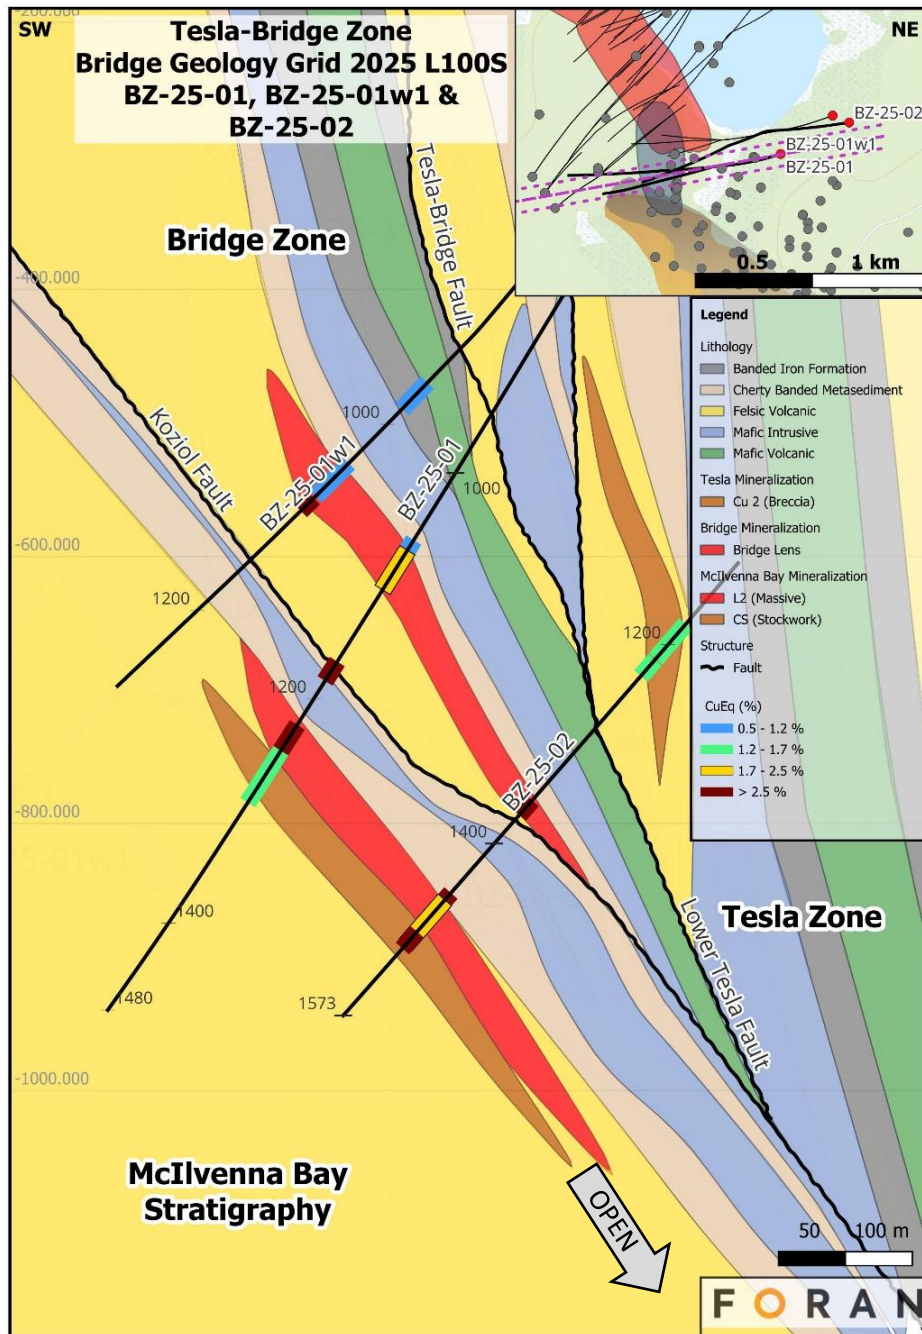 SW
Tesla-Bridge Zone
Bridge Geology Grid 2025 L100S
BZ-25-01, BZ-25-01w1 &
BZ-25-02
NE
BZ-25-02
BZ-25-01w1
BZ-25-01
0.5
1 km
-200.000
Tesla-Bridge Fault
Bridge Zone
-400.000
Koziol Fault
1000
BZ-25-01w1
BZ-25-01
1000
-600.000
1200
1200
1200
BZ-25-02
-800.000
1400
1400
1480
1573
Tesla Zone
Lower Tesla Fault
-1000.000
McIlvenna Bay
Stratigraphy
OPEN
Legend
Lithology
Banded Iron Formation
Cherty Banded Metasediment
Felsic Volcanic
Mafic Intrusive
Mafic Volcanic
Tesla Mineralization
Cu 2 (Breccia)
Bridge Mineralization
Bridge Lens
McIlvenna Bay Mineralization
L2 (Massive)
CS (Stockwork)
Structure
Fault
CuEq (%)
0.5 - 1.2 %
1.2 - 1.7 %
1.7 - 2.5 %
> 2.5 %
50
100 m
FORAN